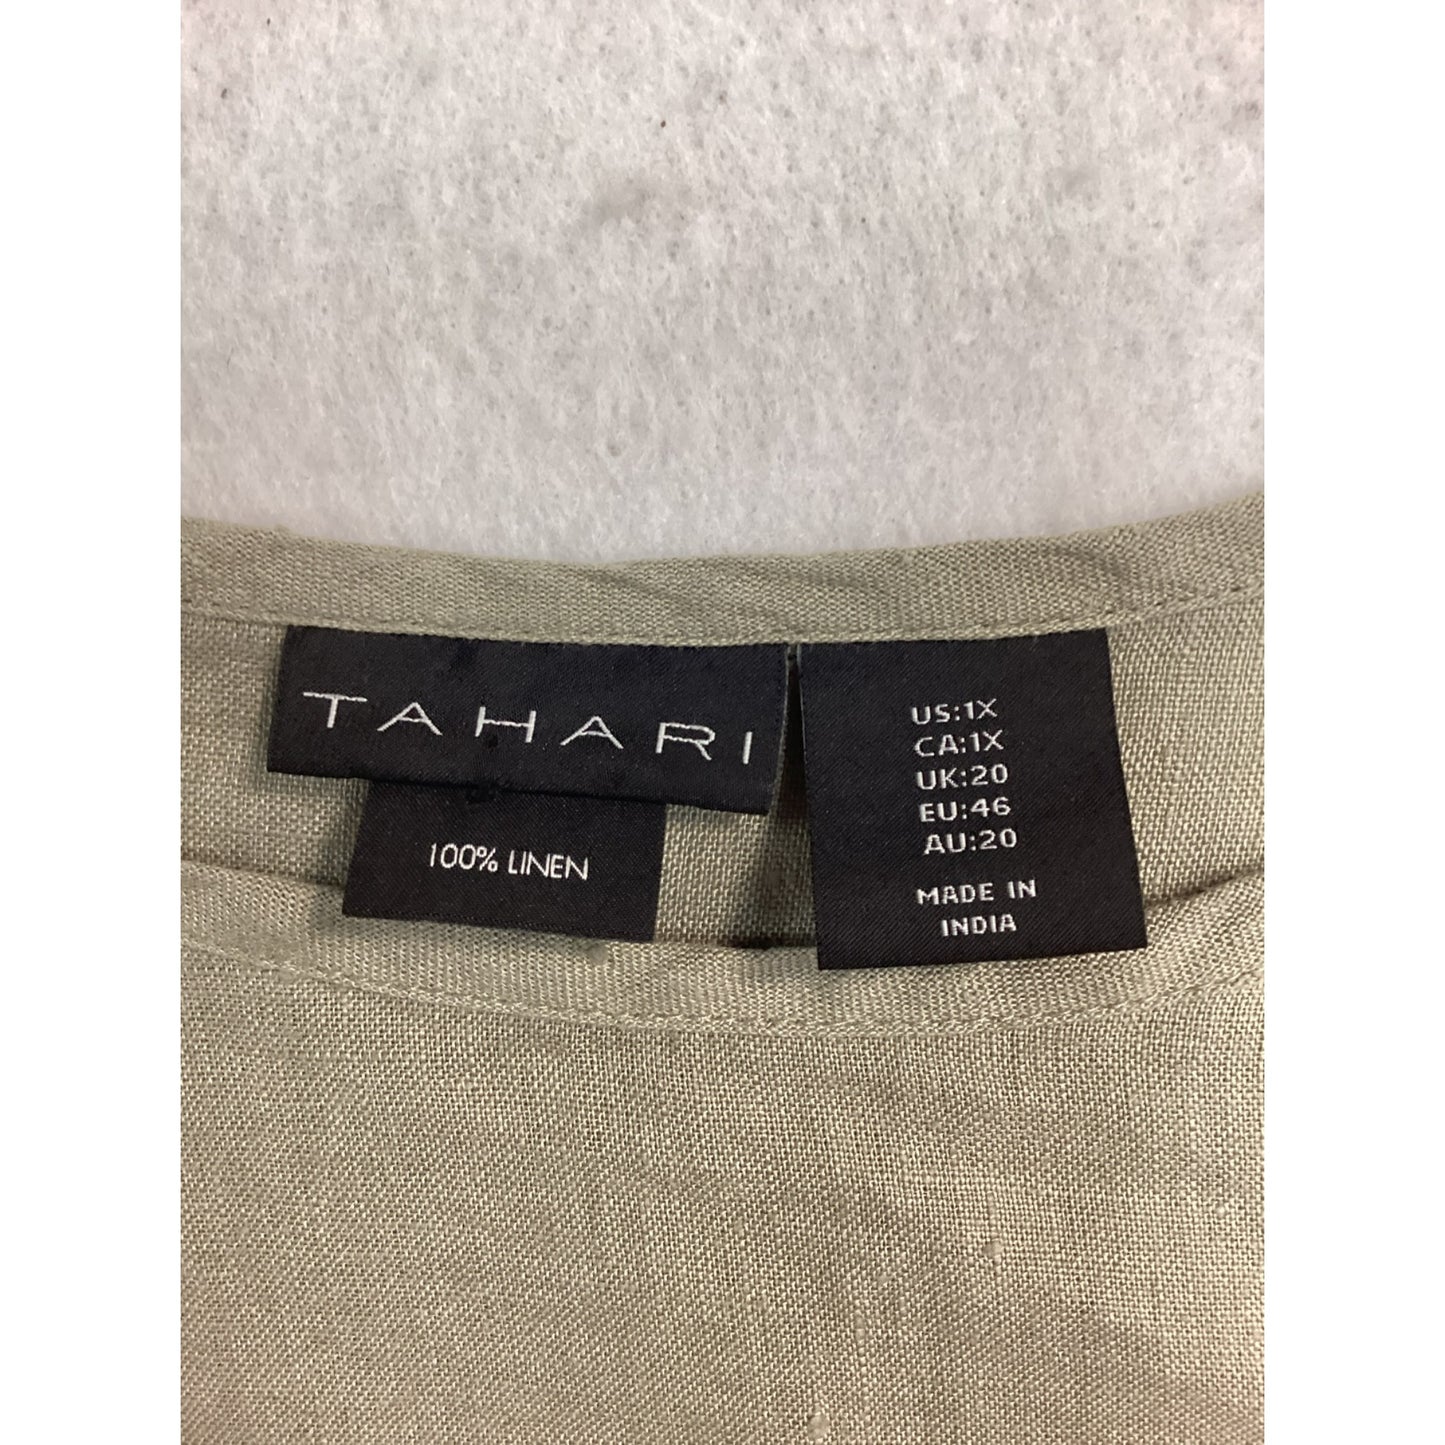 TAHARI
100% LINEN
US:1X
CA:1X
UK:20
EU:46
AU:20
MADE IN
INDIA